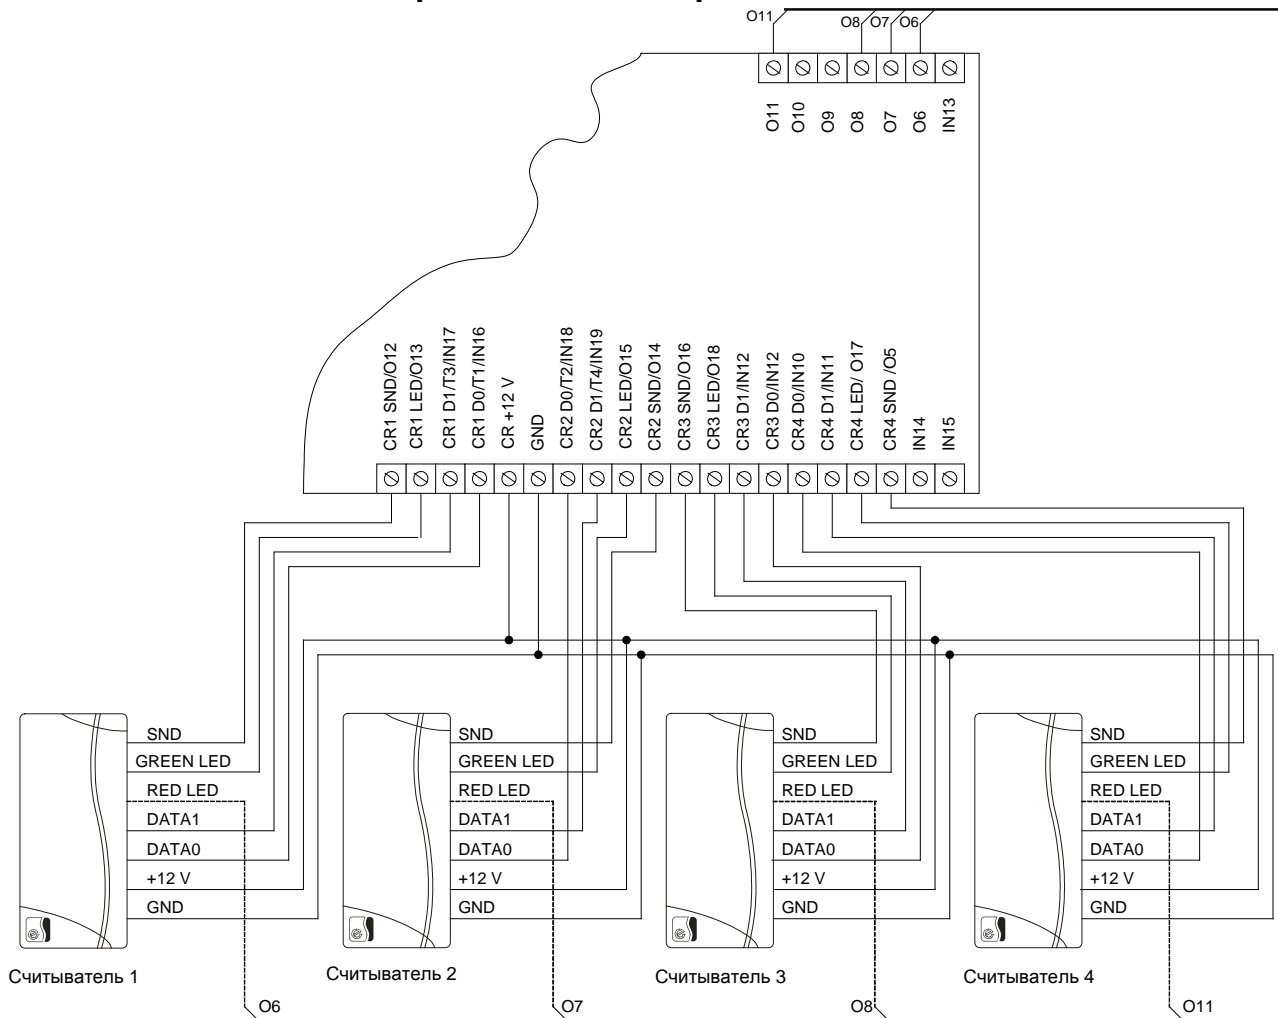 O11
O8
O7
O6
O11
O10
O9
O8
O7
O6
IN13
CR1 SND/O12
CR1 LED/O13
CR1 D1/T3/IN17
CR1 D0/T1/IN16
CR +12 V
GND
CR2 D0/T2/IN18
CR2 D1/T4/IN19
CR2 LED/O15
CR2 SND/O14
CR3 SND/O16
CR3 LED/O18
CR3 D1/IN12
CR3 D0/IN12
CR4 D0/IN10
CR4 D1/IN11
CR4 LED/ O17
CR4 SND /O5
IN14
IN15
SND
GREEN LED
RED LED
DATA1
DATA0
+12 V
GND
Считыватель 1
O6
SND
GREEN LED
RED LED
DATA1
DATA0
+12 V
GND
Считыватель 2
O7
SND
GREEN LED
RED LED
DATA1
DATA0
+12 V
GND
Считыватель 3
O8
SND
GREEN LED
RED LED
DATA1
DATA0
+12 V
GND
Считыватель 4
O11